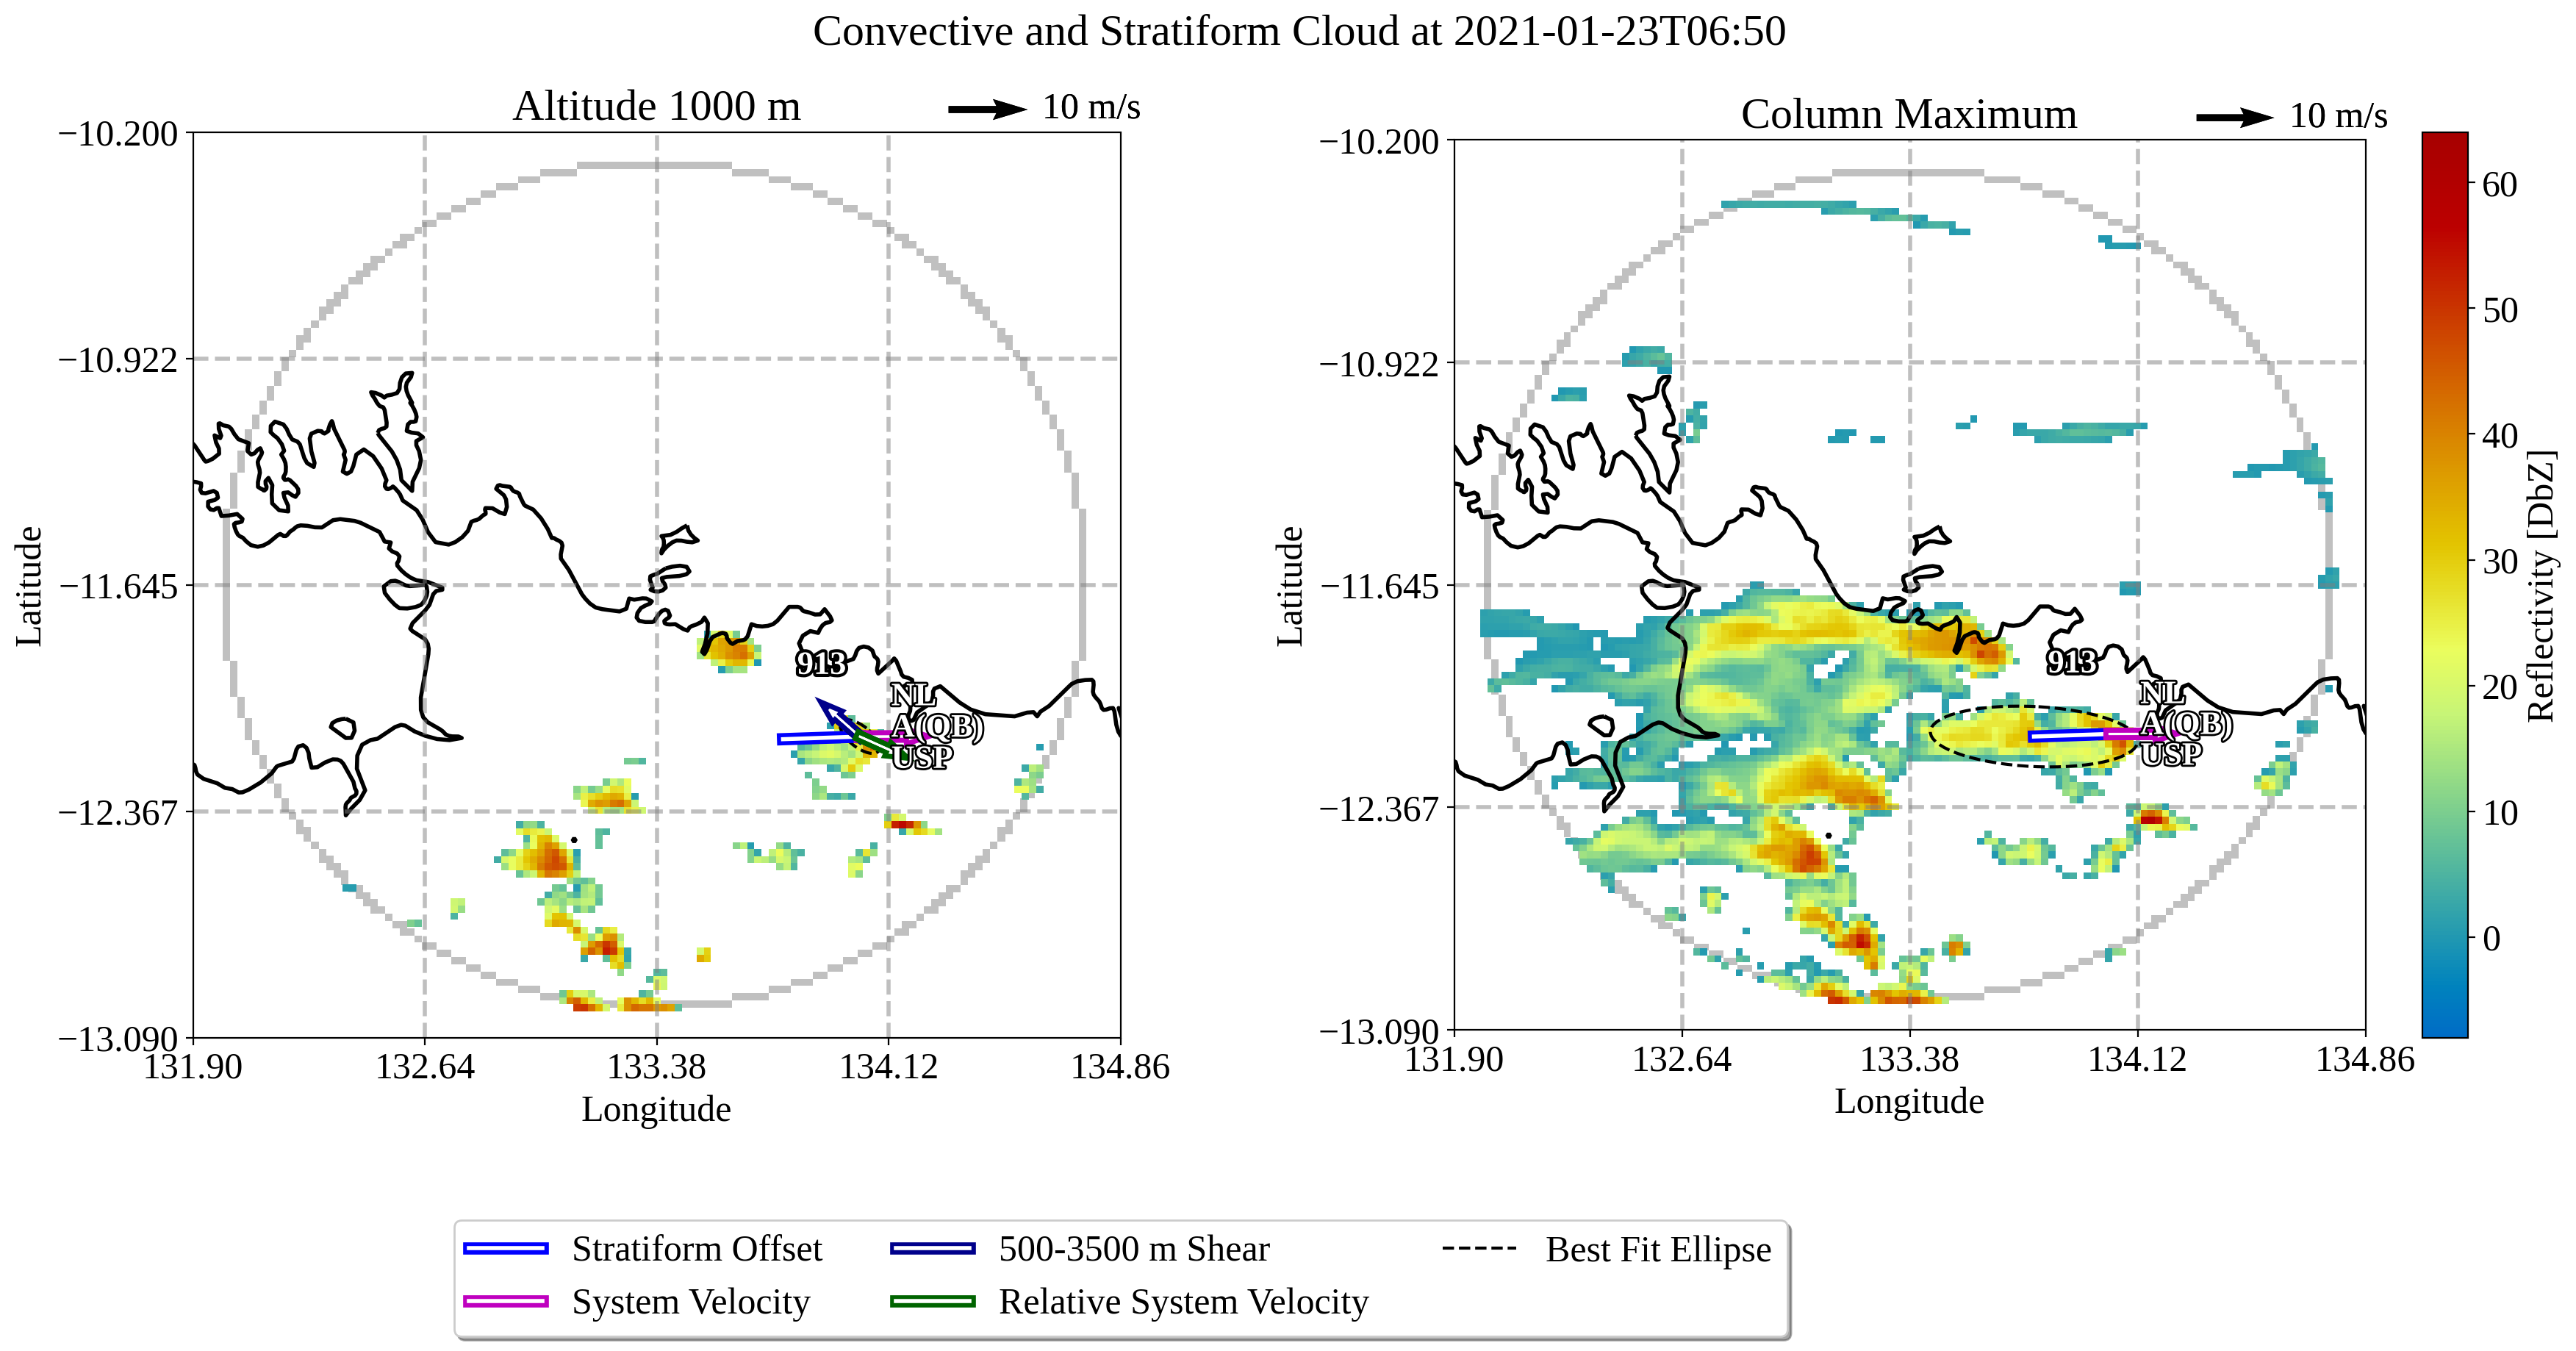 Convective and Stratiform Cloud at 2021-01-23T06:50
Altitude 1000 m
10 m/s
−10.200
−10.922
−11.645
−12.367
−13.090
131.90
132.64
133.38
134.12
134.86
Latitude
Longitude
913
NL
A(QB)
USP
Column Maximum
10 m/s
−10.200
−10.922
−11.645
−12.367
−13.090
131.90
132.64
133.38
134.12
134.86
Latitude
Longitude
913
NL
A(QB)
USP
60
50
40
30
20
10
0
Reflectivity [DbZ]
Stratiform Offset
System Velocity
500-3500 m Shear
Relative System Velocity
Best Fit Ellipse